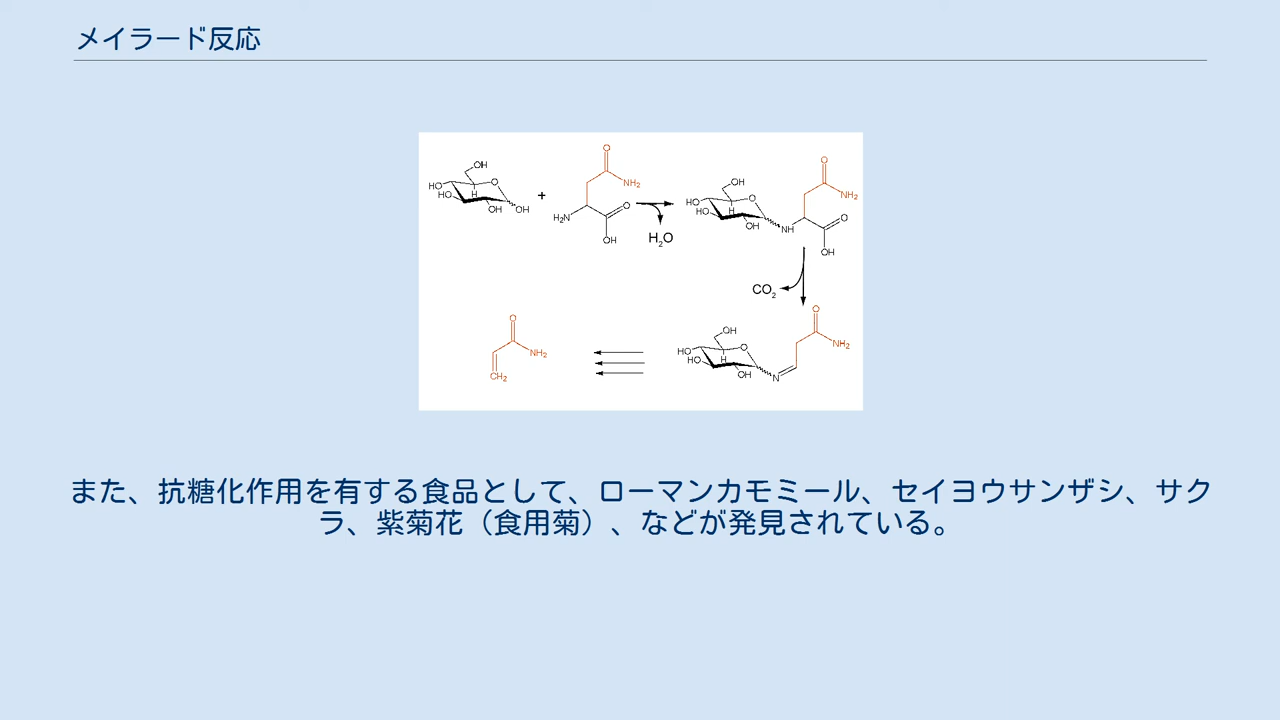 メイラード反応
OH
HO
O
HO
H
OH
OH
+
O
NH2
H2N
O
OH
H2O
OH
HO
O
HO
H
OH
NH
O
NH2
O
OH
CO2
O
NH2
CH2
OH
HO
O
HO
H
OH
N
O
NH2
また、抗糖化作用を有する食品として、ローマンカモミール、セイヨウサンザシ、サク
ラ、紫菊花（食用菊）、などが発見されている。